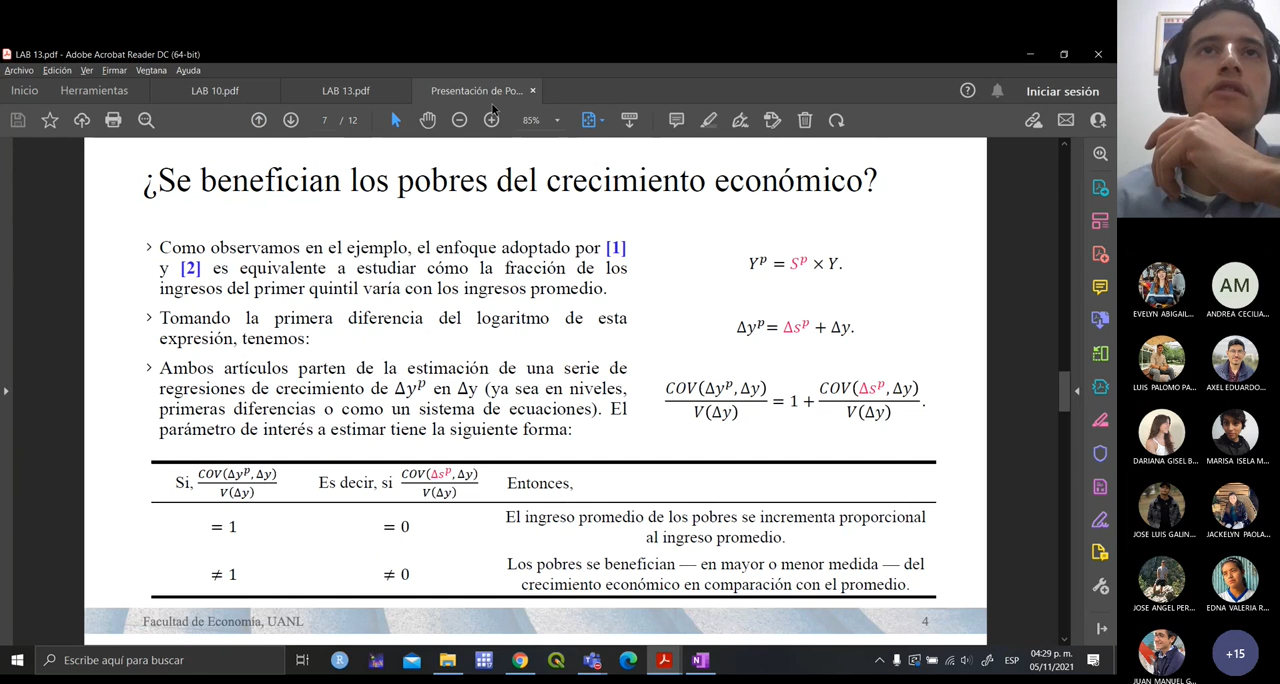 LAB 13.pdf - Adobe Acrobat Reader DC (64-bit)
Archivo Edición Ver Firmar Ventana Ayuda
Inicio Herramientas LAB 10.pdf LAB 13.pdf Presentación de Po... × Iniciar sesión
7 / 12 85%
¿Se benefician los pobres del crecimiento económico?
Como observamos en el ejemplo, el enfoque adoptado por [1]
y [2] es equivalente a estudiar cómo la fracción de los
ingresos del primer quintil varía con los ingresos promedio.
Yᵖ = Sᵖ × Y.
Tomando la primera diferencia del logaritmo de esta
expresión, tenemos:
Δyᵖ= Δsᵖ + Δy.
Ambos artículos parten de la estimación de una serie de
regresiones de crecimiento de Δyᵖ en Δy (ya sea en niveles,
primeras diferencias o como un sistema de ecuaciones). El
parámetro de interés a estimar tiene la siguiente forma:
COV(Δyᵖ, Δy)/V(Δy) = 1 + COV(Δsᵖ, Δy)/V(Δy).
Si, COV(Δyᵖ,Δy)/V(Δy) Es decir, si COV(Δsᵖ,Δy)/V(Δy) Entonces,
= 1 = 0 El ingreso promedio de los pobres se incrementa proporcional
al ingreso promedio.
≠ 1 ≠ 0 Los pobres se benefician — en mayor o menor medida — del
crecimiento económico en comparación con el promedio.
Facultad de Economía, UANL 4
Escribe aquí para buscar
ESP
04:29 p. m.
05/11/2021
AM
EVELYN ABIGAIL... ANDREA CECILIA...
LUIS PALOMO PA... AXEL EDUARDO...
DARIANA GISEL B... MARISA ISELA M...
JOSE LUIS GALIN... JACKELYN PAOLA...
JOSE ANGEL PER... EDNA VALERIA R...
JUAN MANUEL G...
+15